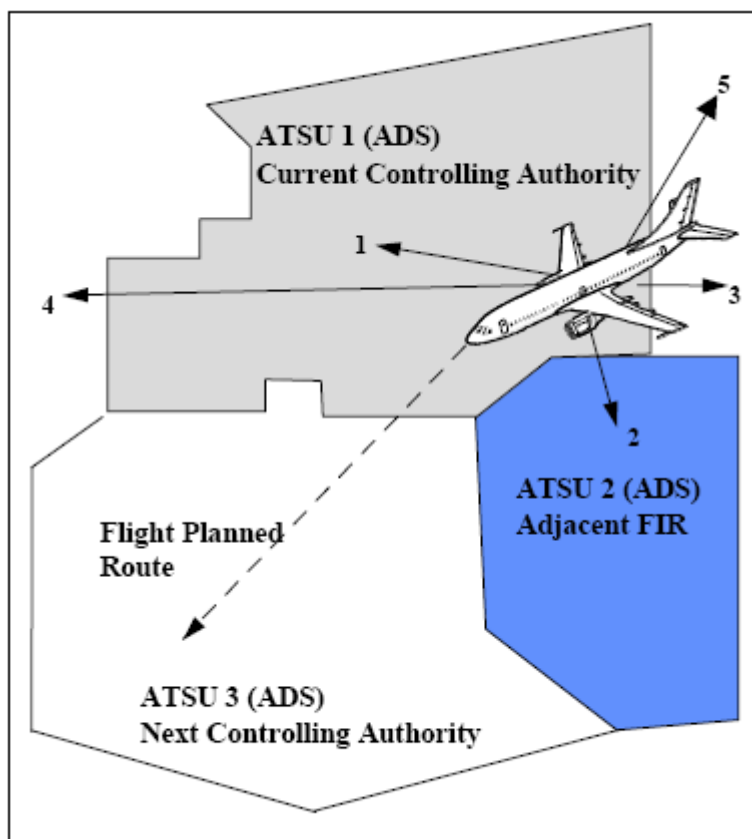 5
ATSU 1 (ADS)
Current Controlling Authority
1
4
3
2
ATSU 2 (ADS)
Adjacent FIR
Flight Planned
Route
ATSU 3 (ADS)
Next Controlling Authority